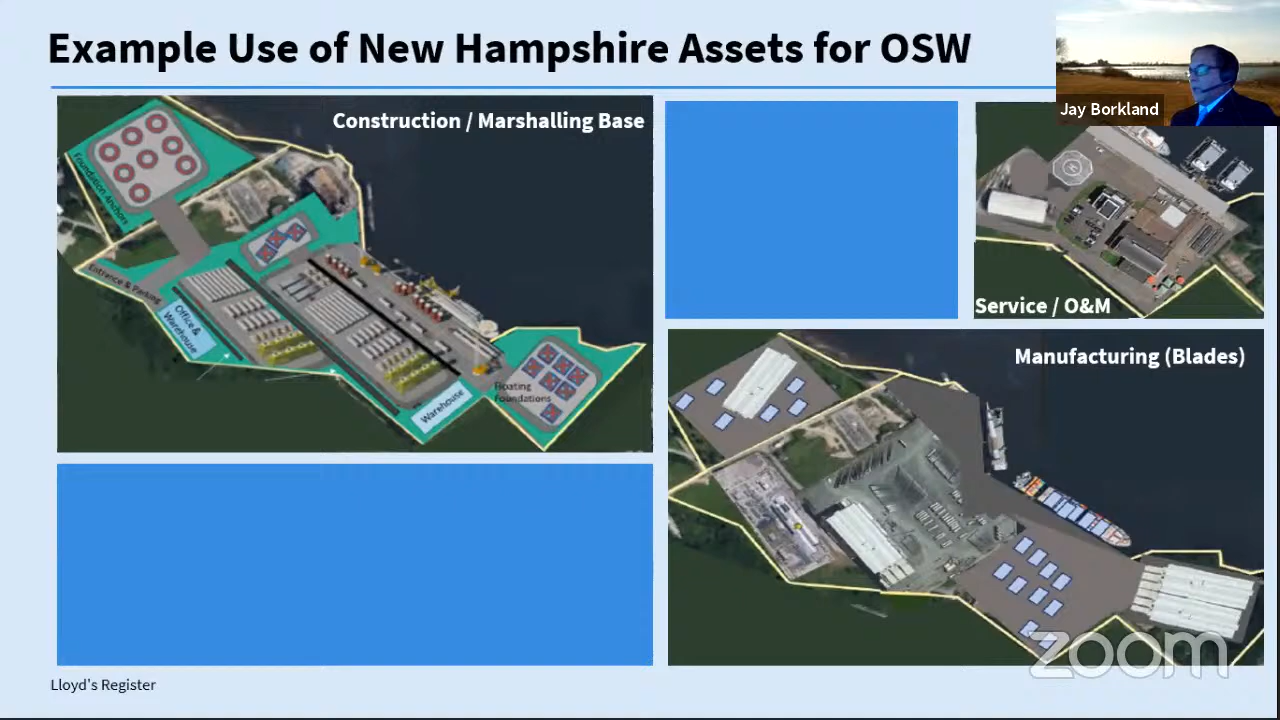 Example Use of New Hampshire Assets for OSW
Jay Borkland
Construction / Marshalling Base
Foundation Anchors
Entrance & Parking
Office &
Warehouse
Warehouse
Floating
Foundations
H
Service / O&M
Manufacturing (Blades)
zoom
Lloyd's Register